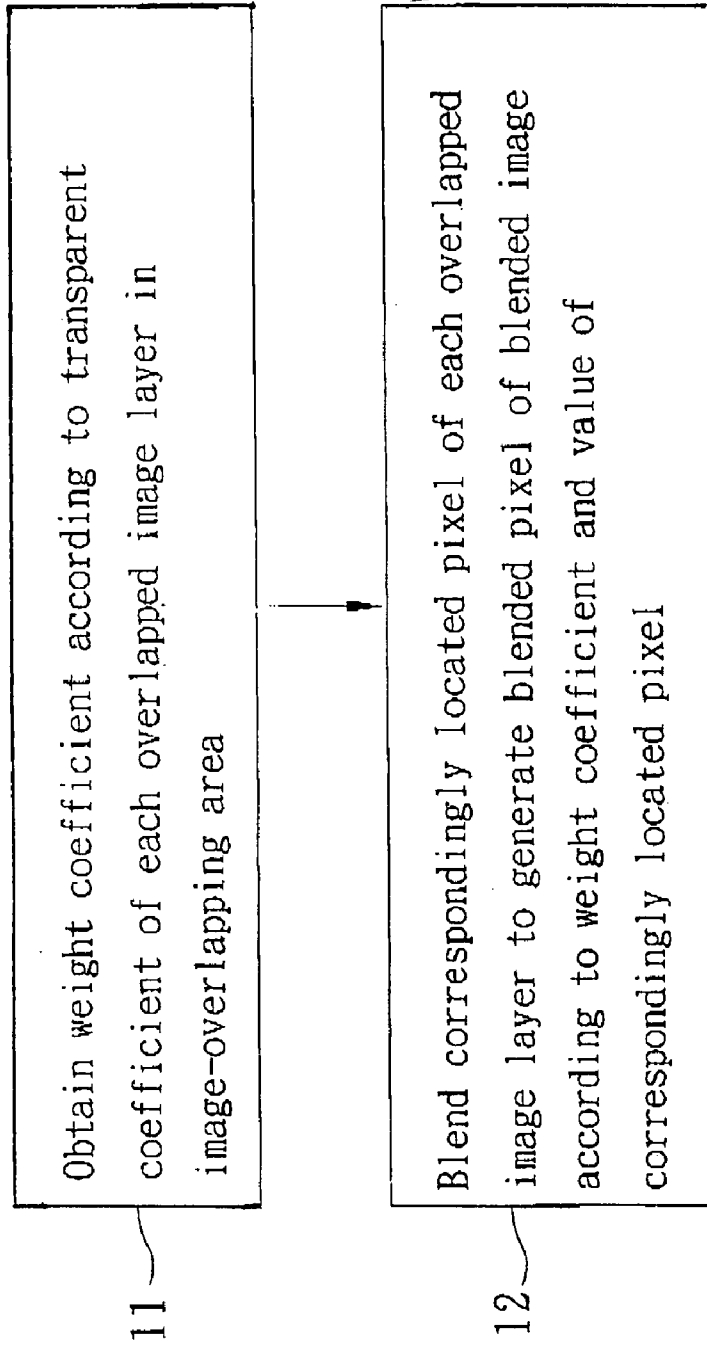 11
Obtain weight coefficient according to transparent
coefficient of each overlapped image layer in
image-overlapping area
12
Blend correspondingly located pixel of each overlapped
image layer to generate blended pixel of blended image
according to weight coefficient and value of
correspondingly located pixel